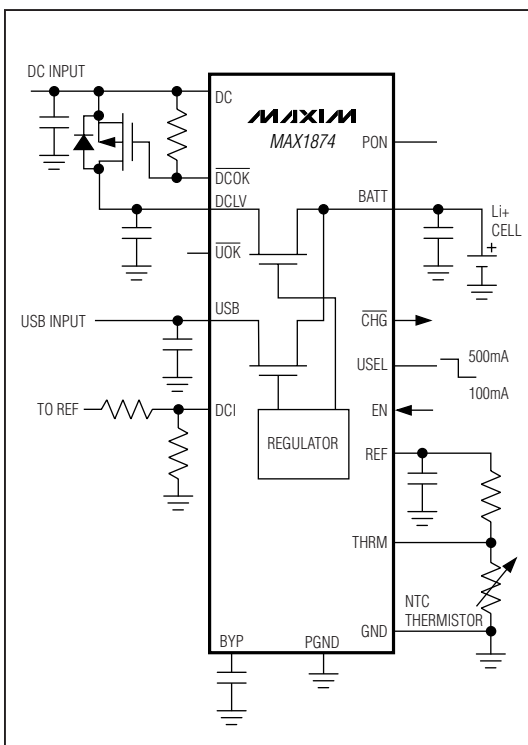 DC INPUT
DC
MAXIM
MAX1874
PON
DCOK
DCLV
BATT
Li+
CELL
+
UOK
USB
USB INPUT
CHG
USEL
500mA
100mA
TO REF
DCI
EN
REGULATOR
REF
THRM
NTC
THERMISTOR
GND
BYP
PGND